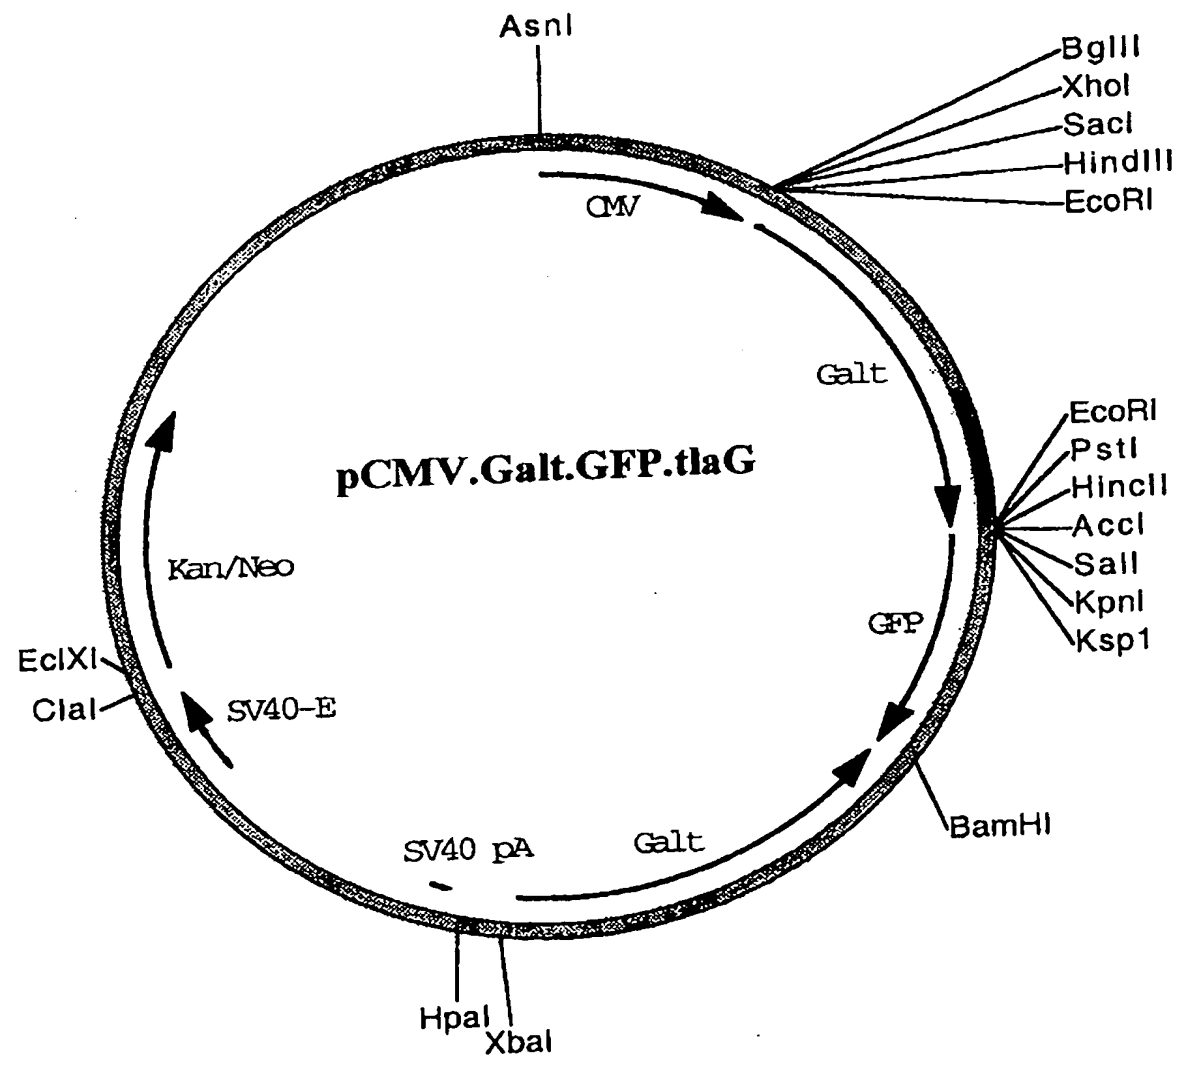 AsnI
BglII
XhoI
SacI
HindIII
EcoRI
CMV
Galt
EcoRI
PstI
HincII
AccI
SalI
KpnI
Ksp1
pCMV.Galt.GFP.tlaG
Kan/Neo
GFP
EclXI
ClaI
SV40-E
BamHI
SV40 pA
Galt
HpaI
XbaI